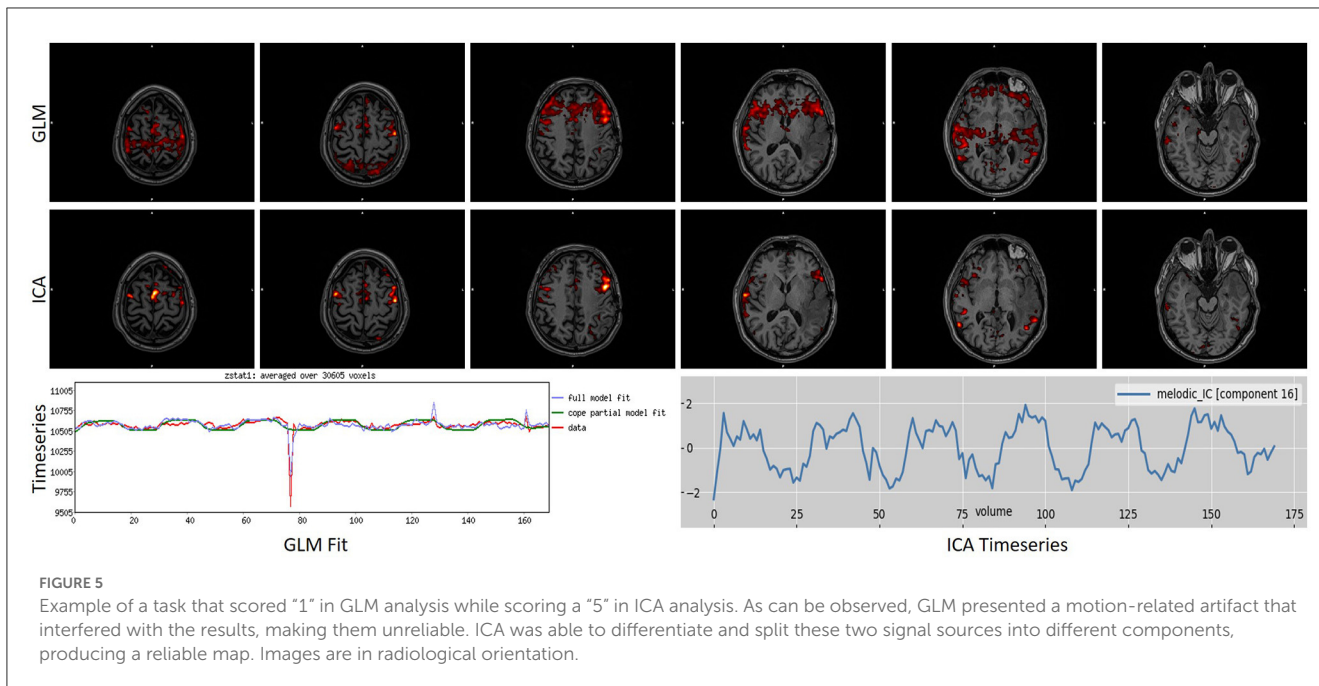 GLM
ICA
Timeseries
zstat1: averaged over 30605 voxels
11005
10755
10505
10255
10005
9755
9505
0 20 40 60 80 100 120 140 160
full model fit
cope partial model fit
data
GLM Fit
melodic_IC [component 16]
2
0
−2
0 25 50 75 100 125 150 175
volume
ICA Timeseries
FIGURE 5
Example of a task that scored “1” in GLM analysis while scoring a “5” in ICA analysis. As can be observed, GLM presented a motion-related artifact that
interfered with the results, making them unreliable. ICA was able to differentiate and split these two signal sources into different components,
producing a reliable map. Images are in radiological orientation.